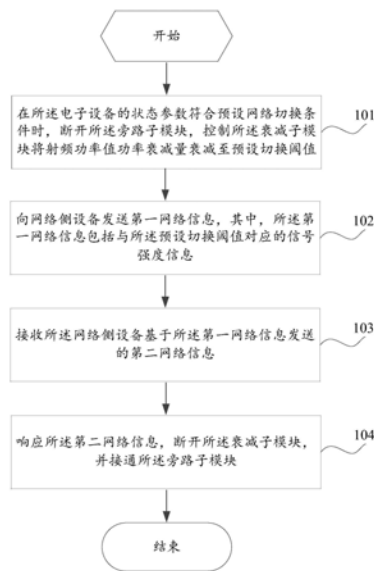 开始
在所述电子设备的状态参数符合预设网络切换条
件时，断开所述旁路子模块，控制所述衰减子模
块将射频功率值功率衰减量衰减至预设切换阈值
101
向网络侧设备发送第一网络信息，其中，所述第
一网络信息包括与所述预设切换阈值对应的信号
强度信息
102
接收所述网络侧设备基于所述第一网络信息发送
的第二网络信息
103
响应所述第二网络信息，断开所述衰减子模块，
并接通所述旁路子模块
104
结束